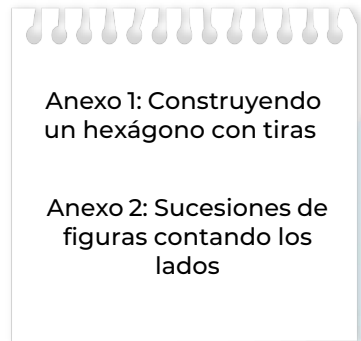 Anexo 1: Construyendo
un hexágono con tiras
Anexo 2: Sucesiones de
figuras contando los
lados